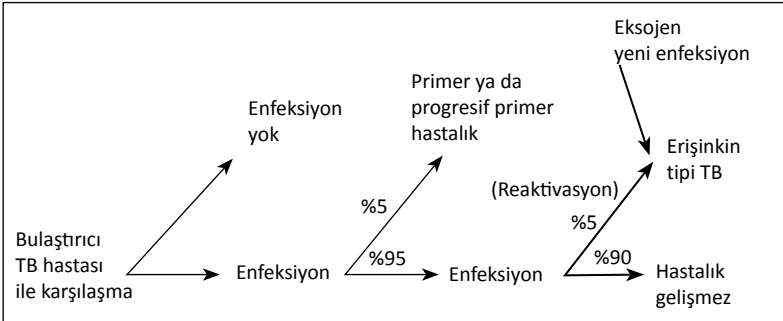 Eksojen
yeni enfeksiyon
Primer ya da
progresif primer
hastalık
Enfeksiyon
yok
Erişinkin
tipi TB
(Reaktivasyon)
%5
%5
Bulaştırıcı
TB hastası
ile karşılaşma
Enfeksiyon
%95
Enfeksiyon
%90
Hastalık
gelişmez